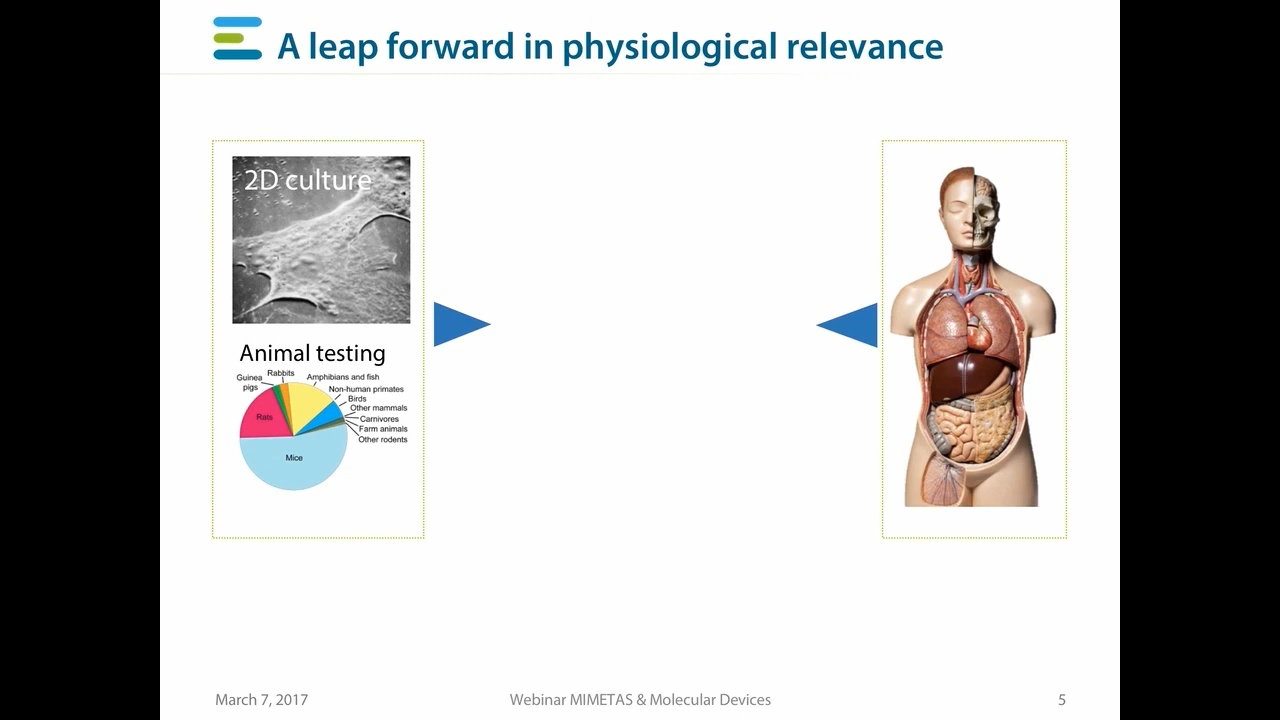 A leap forward in physiological relevance
2D culture
Animal testing
Guinea
pigs
Rabbits
Amphibians and fish
Non-human primates
Birds
Other mammals
Carnivores
Farm animals
Other rodents
Rats
Mice
March 7, 2017
Webinar MIMETAS & Molecular Devices
5